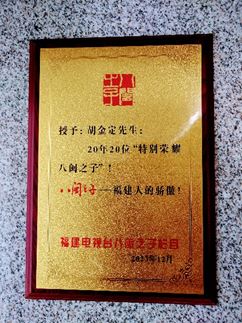 八闽之子
授予：胡金定先生：
20年20位“特别荣耀
八闽之子”！
八闽之子——福建人的骄傲！
福建电视台八闽之子栏目
2023年12月